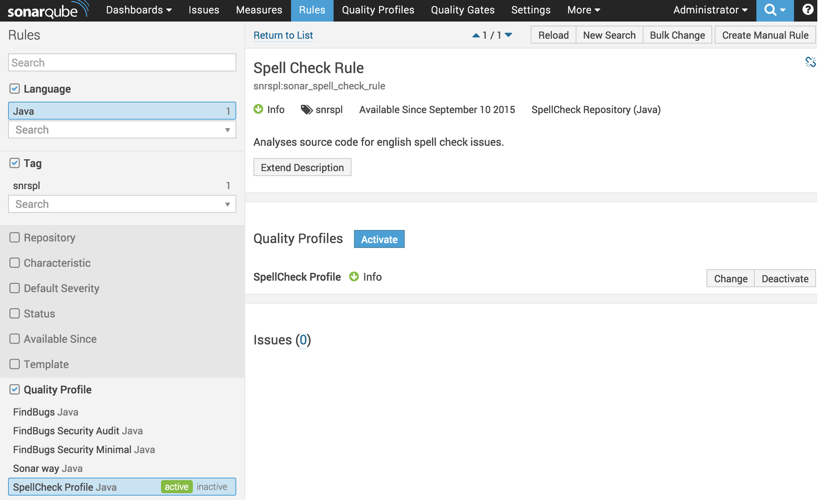 sonarqube Dashboards Issues Measures Rules Quality Profiles Quality Gates Settings More Administrator ?
Rules
Search
Language
Java 1
Search
Tag
snrspl 1
Search
Repository
Characteristic
Default Severity
Status
Available Since
Template
Quality Profile
FindBugs Java
FindBugs Security Audit Java
FindBugs Security Minimal Java
Sonar way Java
SpellCheck Profile Java active inactive
Return to List 1 / 1 Reload New Search Bulk Change Create Manual Rule
Spell Check Rule
snrspl:sonar_spell_check_rule
Info snrspl Available Since September 10 2015 SpellCheck Repository (Java)
Analyses source code for english spell check issues.
Extend Description
Quality Profiles Activate
SpellCheck Profile Info Change Deactivate
Issues (0)